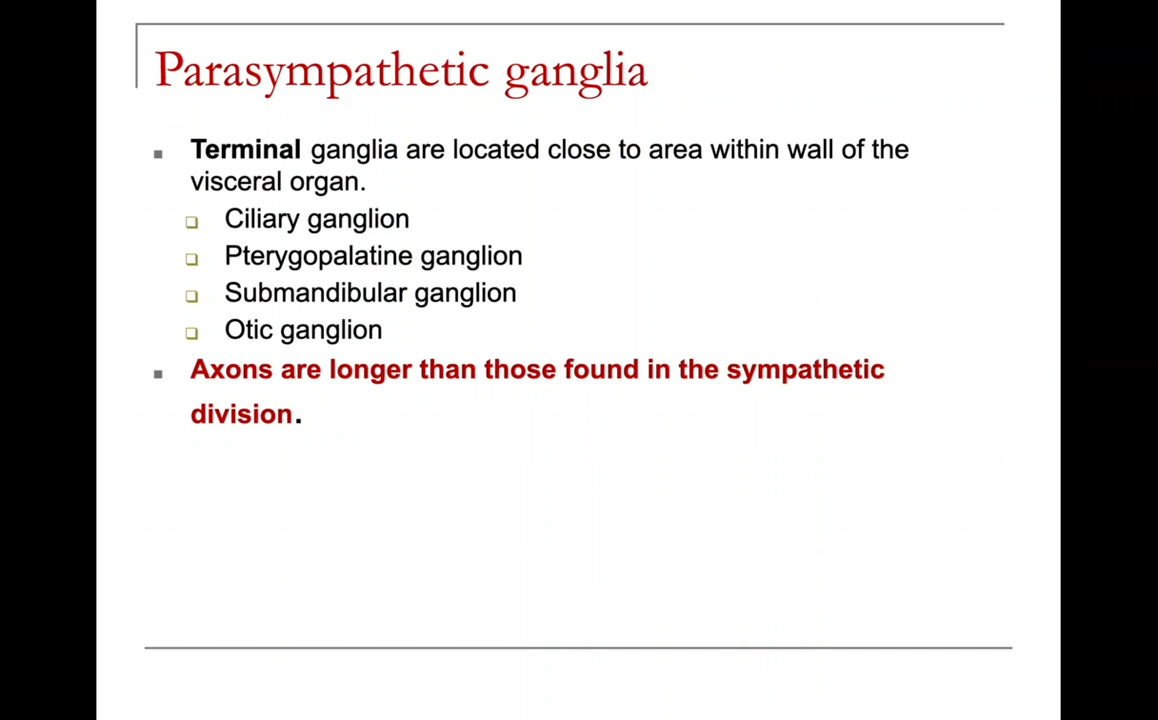 Parasympathetic ganglia
Terminal ganglia are located close to area within wall of the
visceral organ.
Ciliary ganglion
Pterygopalatine ganglion
Submandibular ganglion
Otic ganglion
Axons are longer than those found in the sympathetic
division.